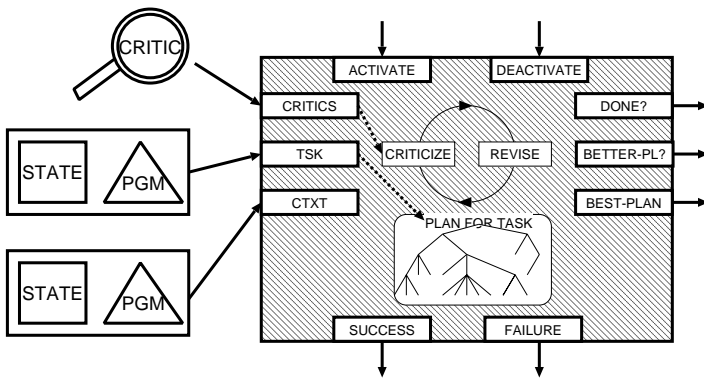 CRITIC
ACTIVATE
DEACTIVATE
CRITICS
DONE?
STATE
PGM
TSK
CRITICIZE
REVISE
BETTER-PL?
CTXT
BEST-PLAN
PLAN FOR TASK
STATE
PGM
SUCCESS
FAILURE